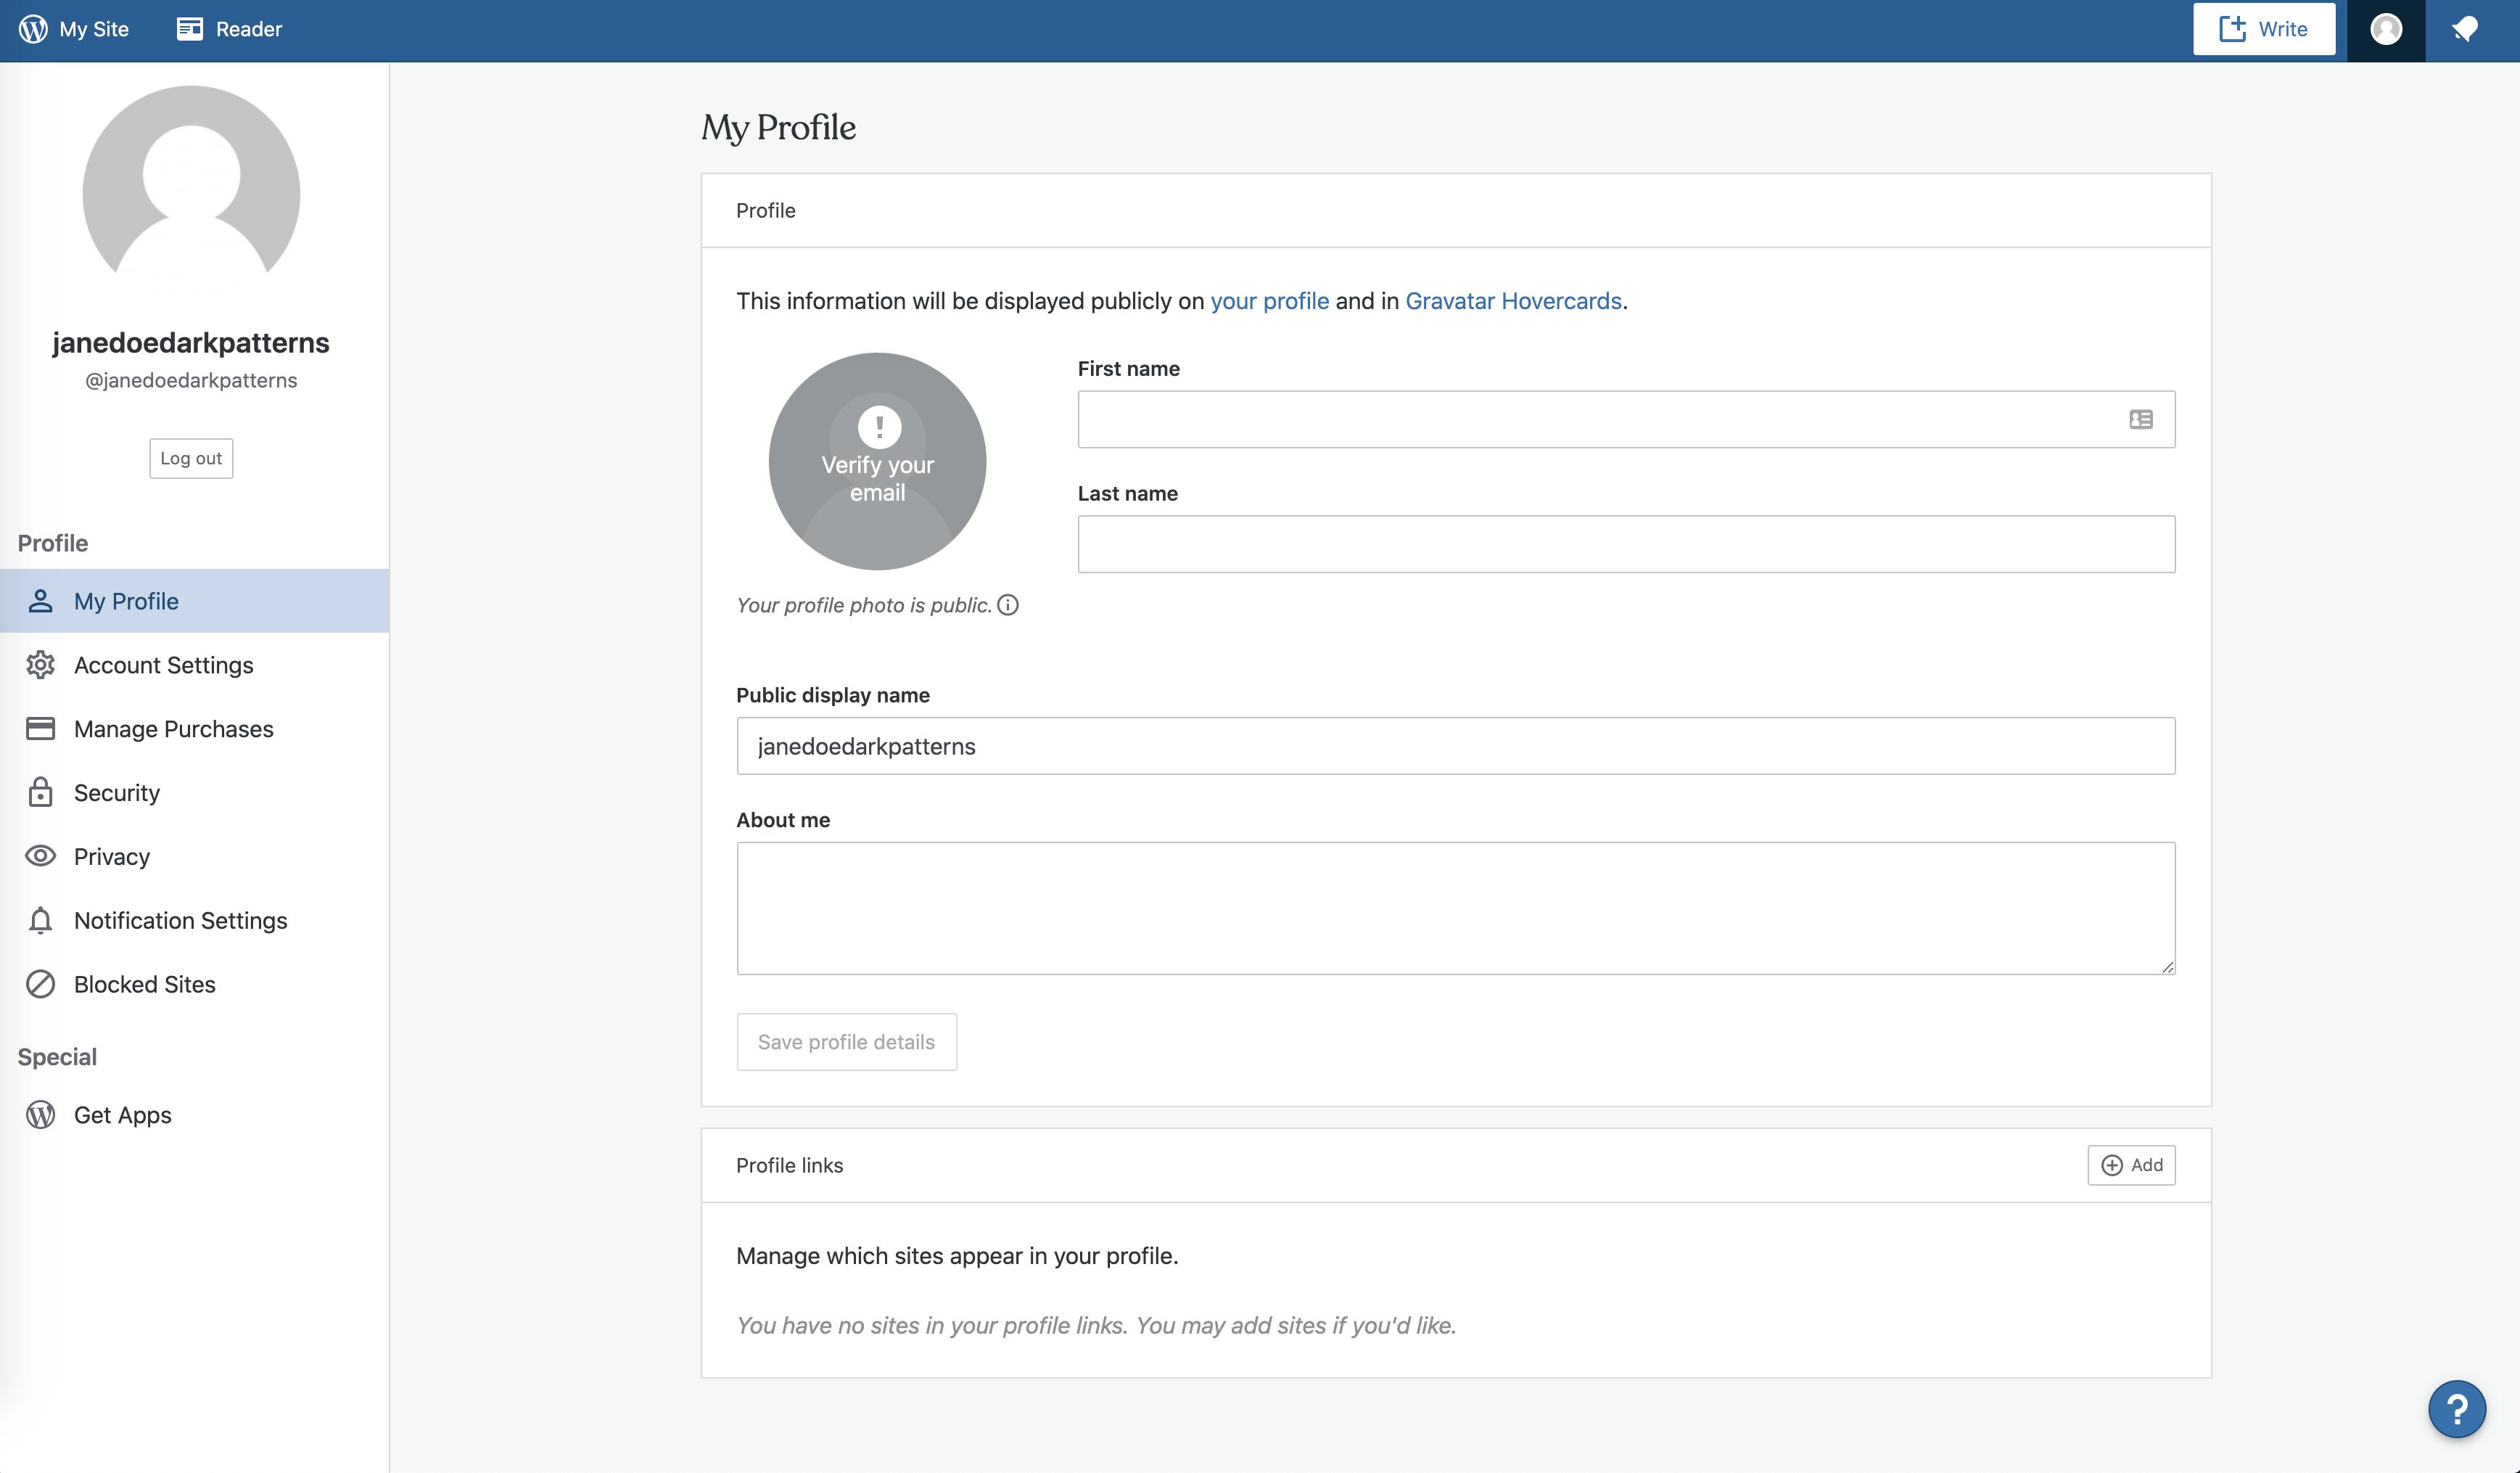 My Site
Reader
Write
janedoedarkpatterns
@janedoedarkpatterns
Log out
Profile
My Profile
Account Settings
Manage Purchases
Security
Privacy
Notification Settings
Blocked Sites
Special
Get Apps
My Profile
Profile
This information will be displayed publicly on your profile and in Gravatar Hovercards.
Verify your
email
Your profile photo is public.
First name
Last name
Public display name
janedoedarkpatterns
About me
Save profile details
Profile links
Add
Manage which sites appear in your profile.
You have no sites in your profile links. You may add sites if you'd like.